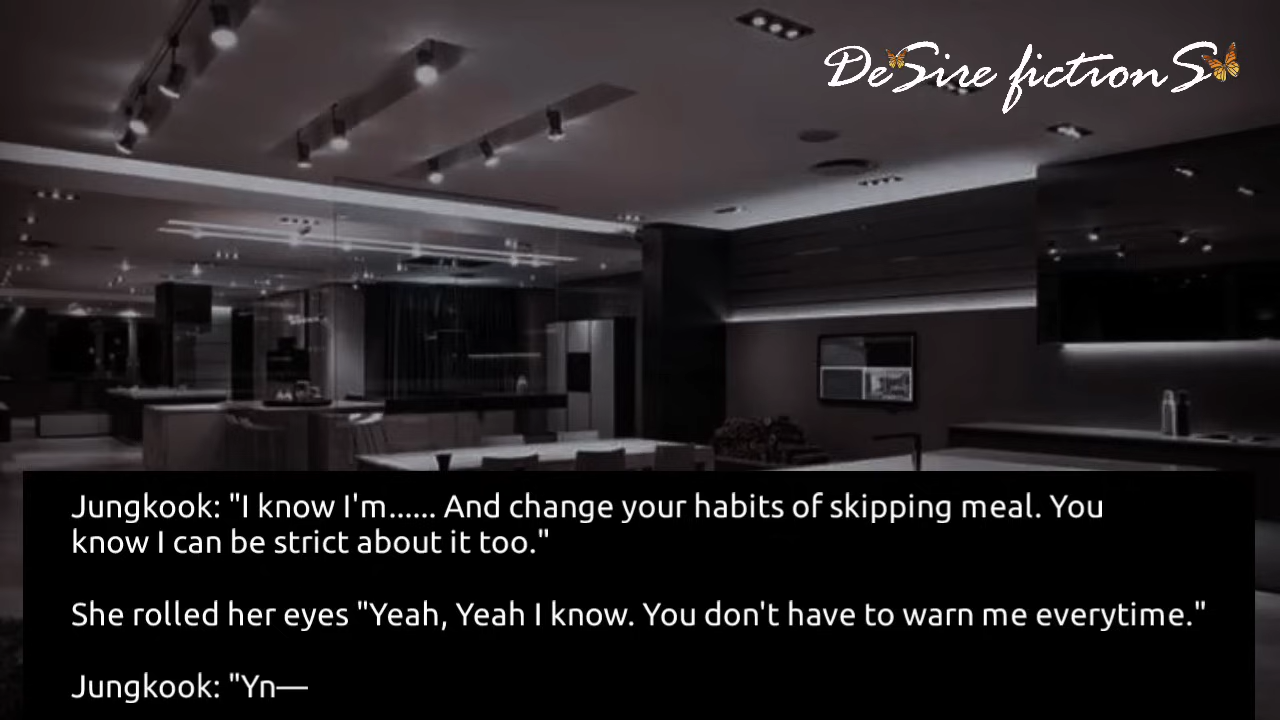 DeSire fictionS
Jungkook: "I know I'm...... And change your habits of skipping meal. You
know I can be strict about it too."
She rolled her eyes "Yeah, Yeah I know. You don't have to warn me everytime."
Jungkook: "Yn—